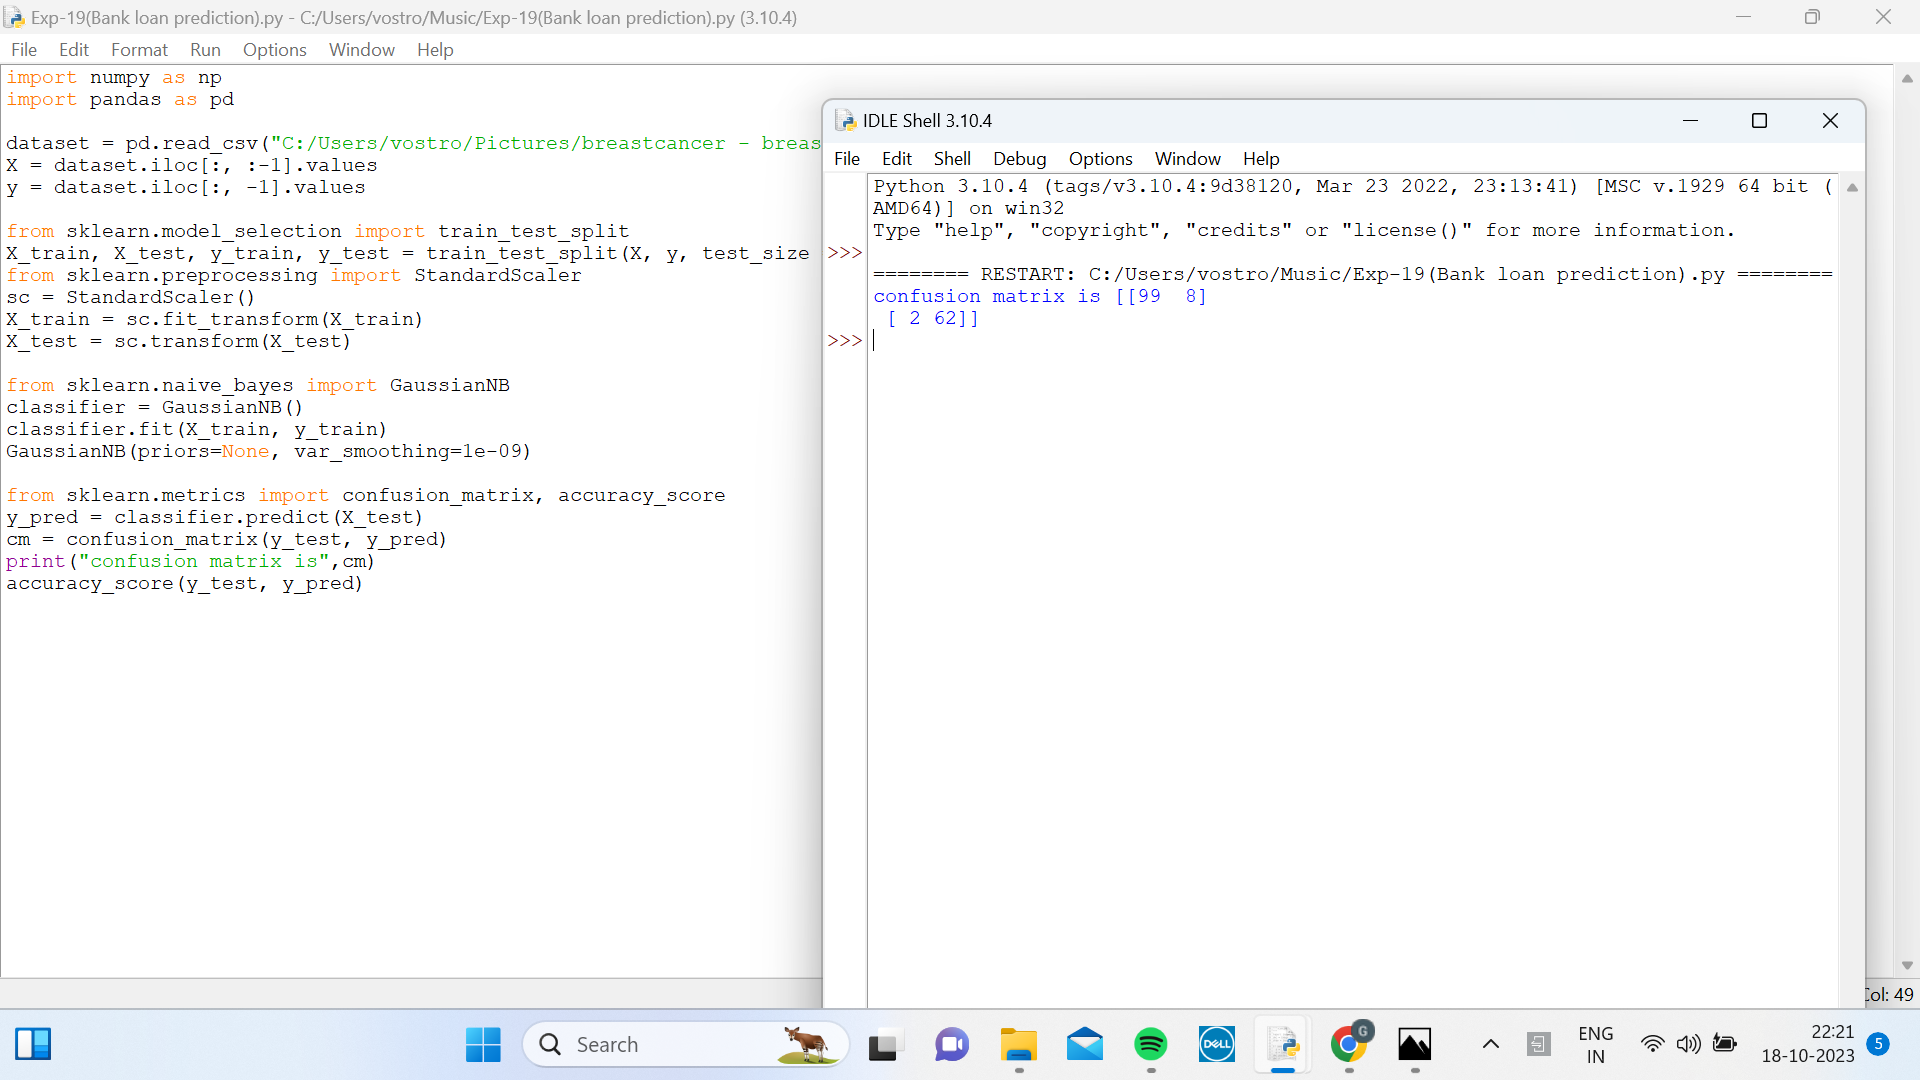 Exp-19(Bank loan prediction).py - C:/Users/vostro/Music/Exp-19(Bank loan prediction).py (3.10.4)
File Edit Format Run Options Window Help
import numpy as np
import pandas as pd
dataset = pd.read_csv("C:/Users/vostro/Pictures/breastcancer - breas
X = dataset.iloc[:, :-1].values
y = dataset.iloc[:, -1].values
from sklearn.model_selection import train_test_split
X_train, X_test, y_train, y_test = train_test_split(X, y, test_size
from sklearn.preprocessing import StandardScaler
sc = StandardScaler()
X_train = sc.fit_transform(X_train)
X_test = sc.transform(X_test)
from sklearn.naive_bayes import GaussianNB
classifier = GaussianNB()
classifier.fit(X_train, y_train)
GaussianNB(priors=None, var_smoothing=1e-09)
from sklearn.metrics import confusion_matrix, accuracy_score
y_pred = classifier.predict(X_test)
cm = confusion_matrix(y_test, y_pred)
print("confusion matrix is",cm)
accuracy_score(y_test, y_pred)
IDLE Shell 3.10.4
File Edit Shell Debug Options Window Help
Python 3.10.4 (tags/v3.10.4:9d38120, Mar 23 2022, 23:13:41) [MSC v.1929 64 bit (
AMD64)] on win32
Type "help", "copyright", "credits" or "license()" for more information.
>>>
======== RESTART: C:/Users/vostro/Music/Exp-19(Bank loan prediction).py ========
confusion matrix is [[99  8]
 [ 2 62]]
>>>
Col: 49
Search
DELL
G
ENG
IN
22:21
18-10-2023
5